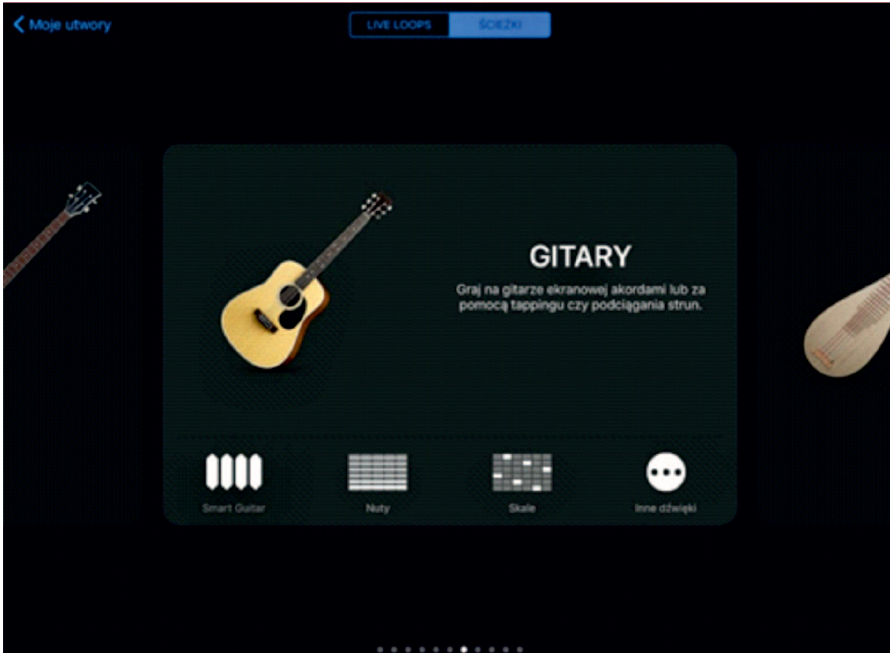 Moje utwory
LIVE LOOPS
ŚCIEŻKI
GITARY
Graj na gitarze ekranowej akordami lub za
pomocą tappingu czy podciągania strun.
Smart Guitar
Nuty
Skale
Inne dźwięki